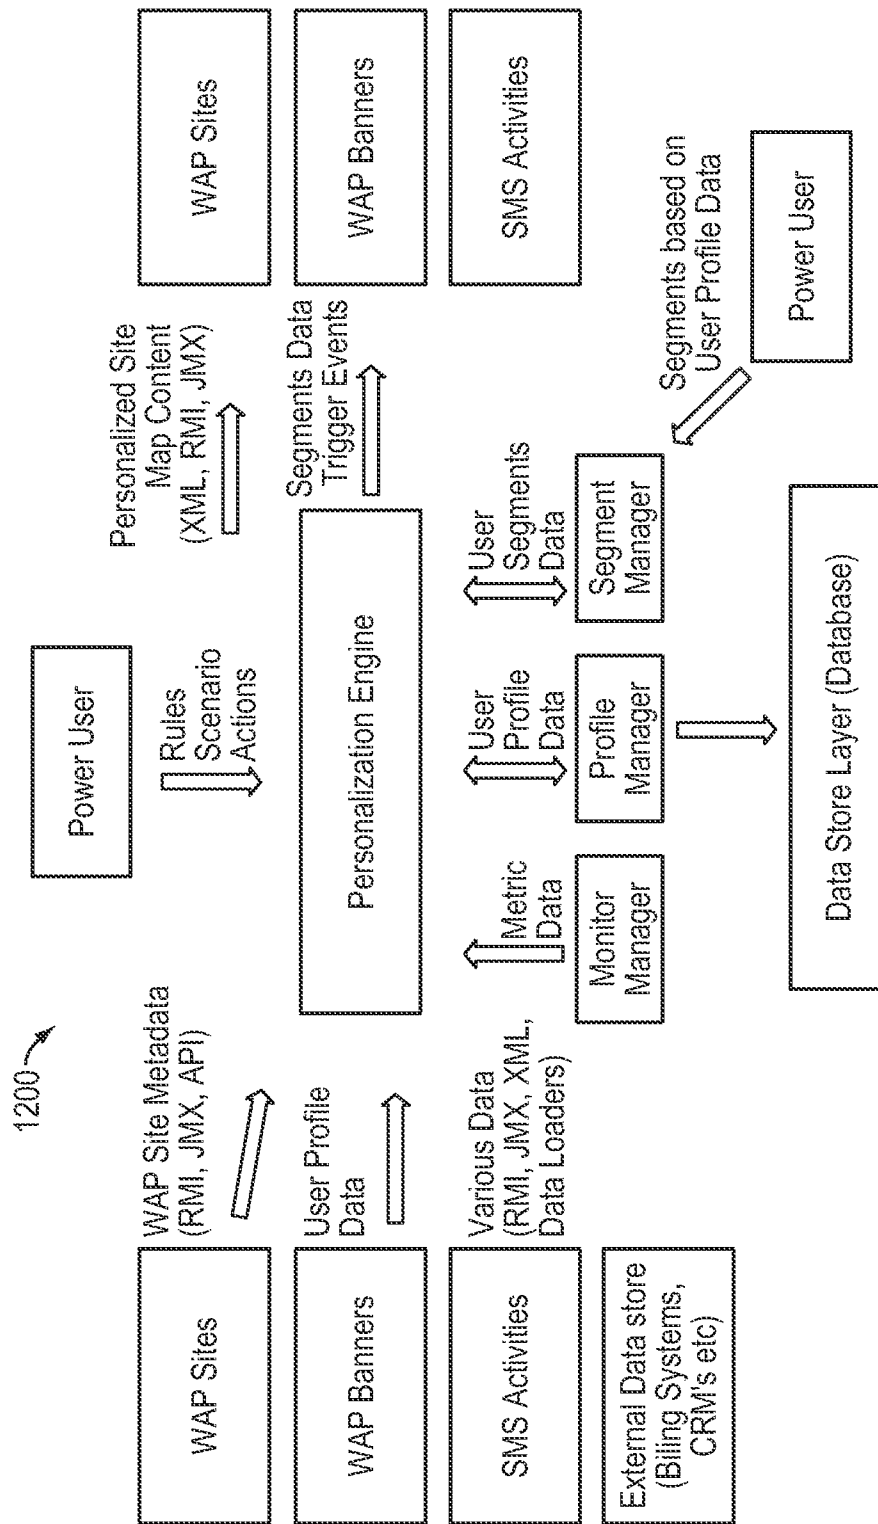 1200
WAP Sites
WAP Banners
SMS Activities
External Data store
(Biling Systems,
CRM's etc)
WAP Site Metadata
(RMI, JMX, API)
User Profile
Data
Various Data
(RMI, JMX, XML,
Data Loaders)
Power User
Rules
Scenario
Actions
Personalization Engine
Metric
Data
User
Profile
Data
User
Segments
Data
Monitor
Manager
Profile
Manager
Segment
Manager
Data Store Layer (Database)
Personalized Site
Map Content
(XML, RMI, JMX)
Segments Data
Trigger Events
WAP Sites
WAP Banners
SMS Activities
Segments based on
User Profile Data
Power User